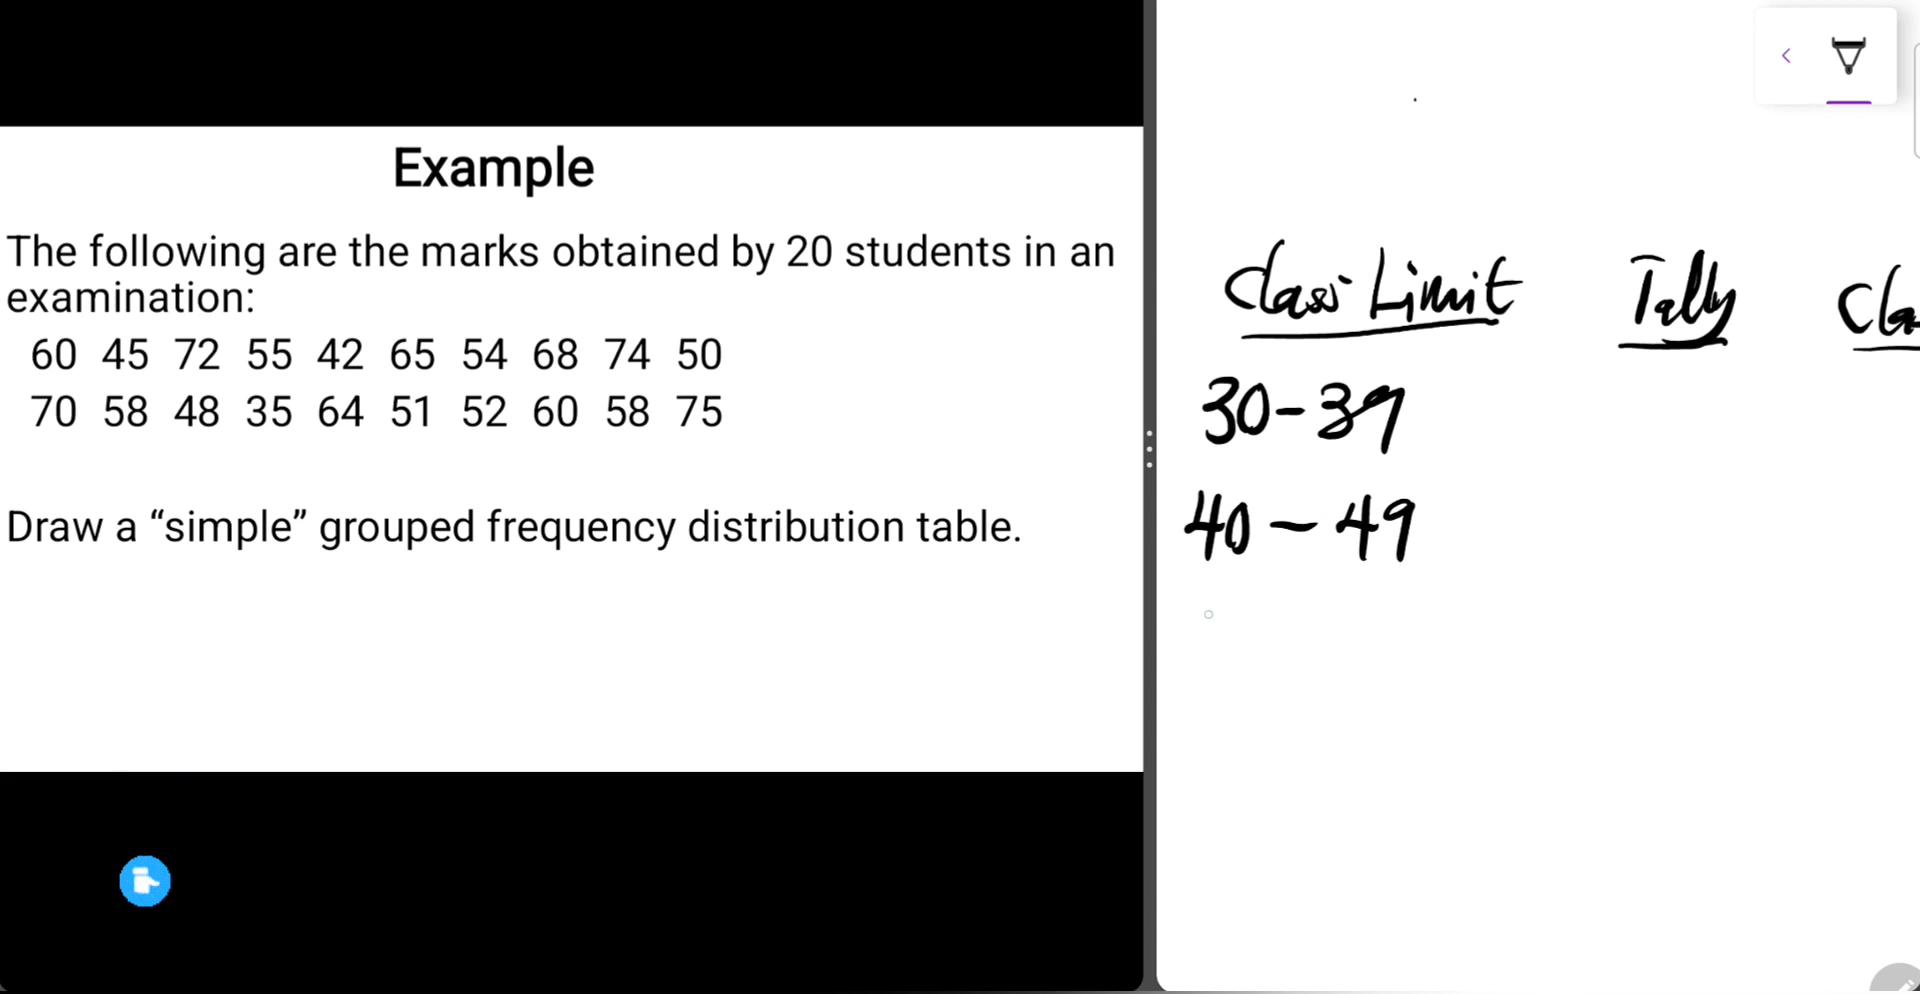 Example
The following are the marks obtained by 20 students in an
examination:
60 45 72 55 42 65 54 68 74 50
70 58 48 35 64 51 52 60 58 75
Draw a “simple” grouped frequency distribution table.
Class Limit Tally Cla
30-39
40-49